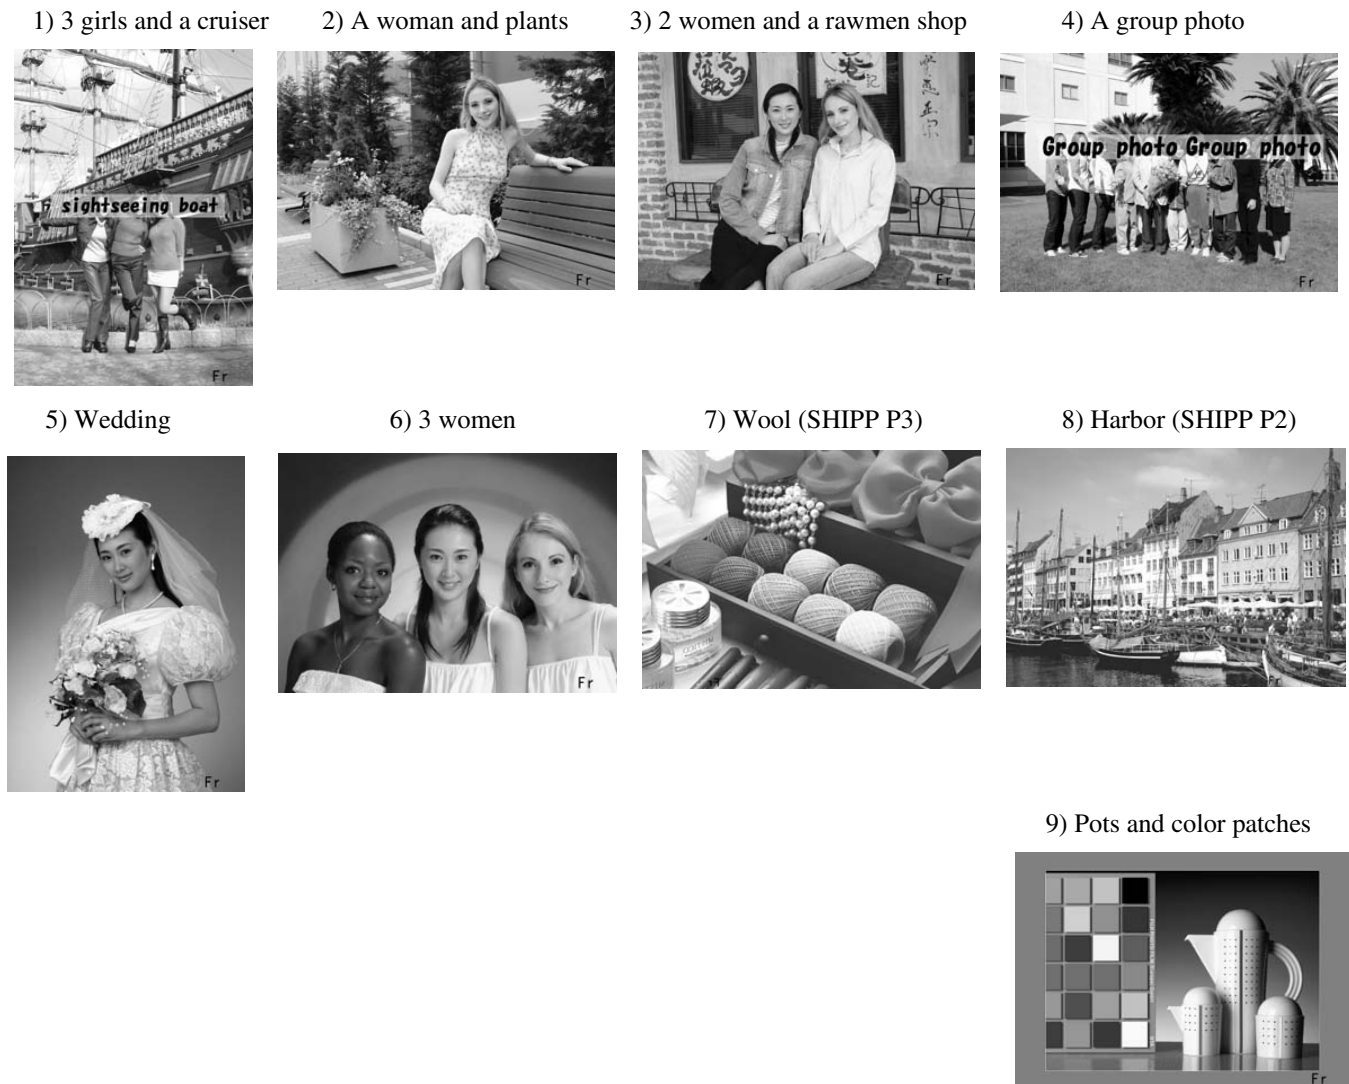 1) 3 girls and a cruiser
2) A woman and plants
3) 2 women and a rawmen shop
4) A group photo
sightseeing boat
Fr
Fr
Fr
Group photo Group photo
Fr
5) Wedding
6) 3 women
7) Wool (SHIPP P3)
8) Harbor (SHIPP P2)
Fr
Fr
Fr
Fr
9) Pots and color patches
Fr